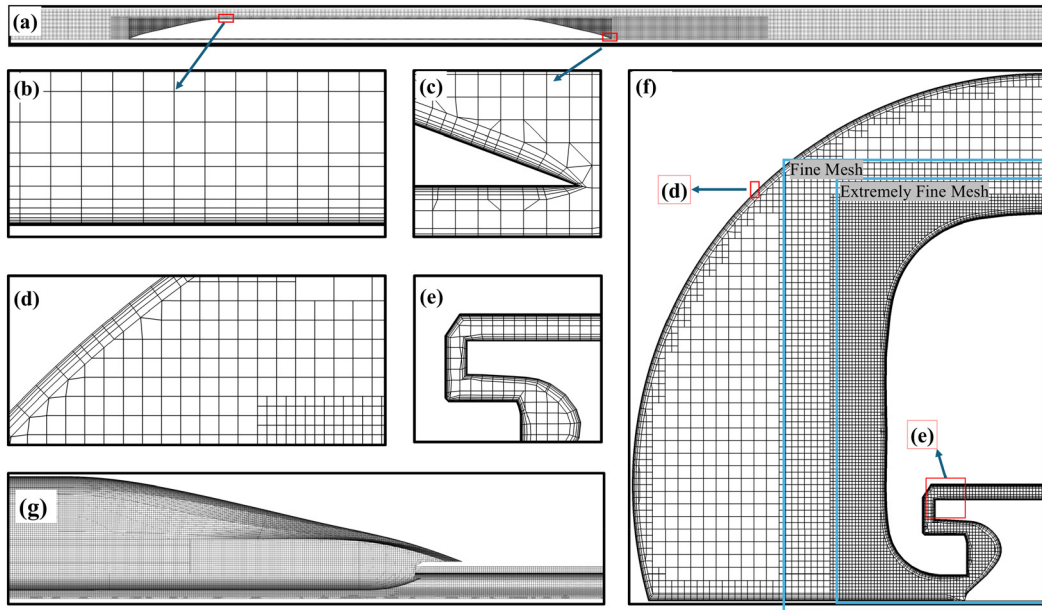 (a)
(b)
(c)
(f)
Fine Mesh
(d)
Extremely Fine Mesh
(d)
(e)
(e)
(g)